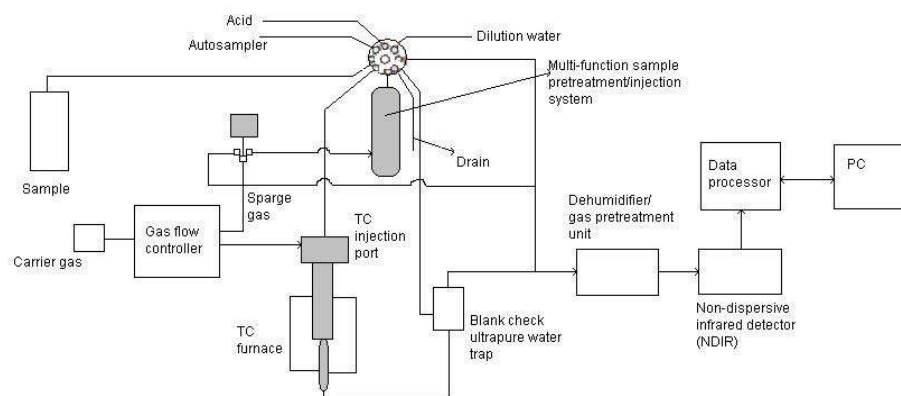 Acid
Autosampler
Dilution water
Multi-function sample
pretreatment/injection
system
Drain
Sample
Sparge
gas
Carrier gas
Gas flow
controller
TC
injection
port
TC
furnace
Blank check
ultrapure water
trap
Dehumidifier/
gas pretreatment
unit
Data
processor
PC
Non-dispersive
infrared detector
(NDIR)